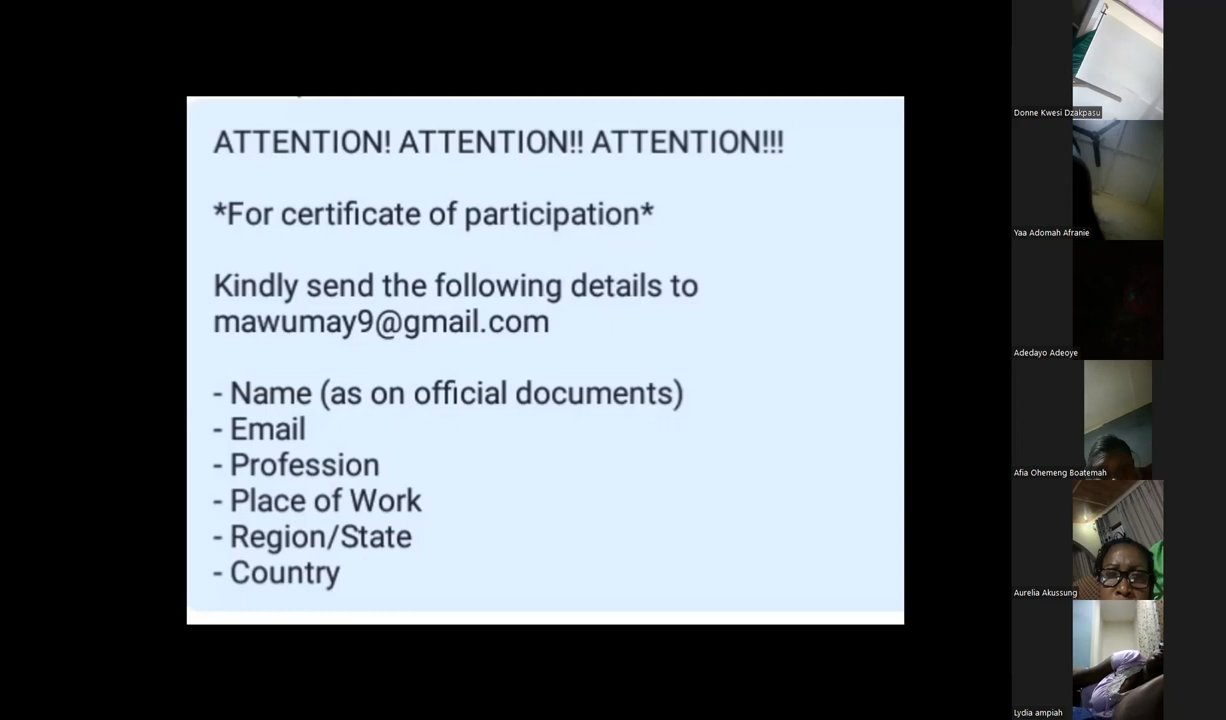 ATTENTION! ATTENTION!! ATTENTION!!!
*For certificate of participation*
Kindly send the following details to
mawumay9@gmail.com
- Name (as on official documents)
- Email
- Profession
- Place of Work
- Region/State
- Country
Donne Kwesi Dzakpasu
Yaa Adomah Afranie
Adedayo Adeoye
Afia Ohemeng Boatemah
Aurelia Akussung
Lydia ampiah